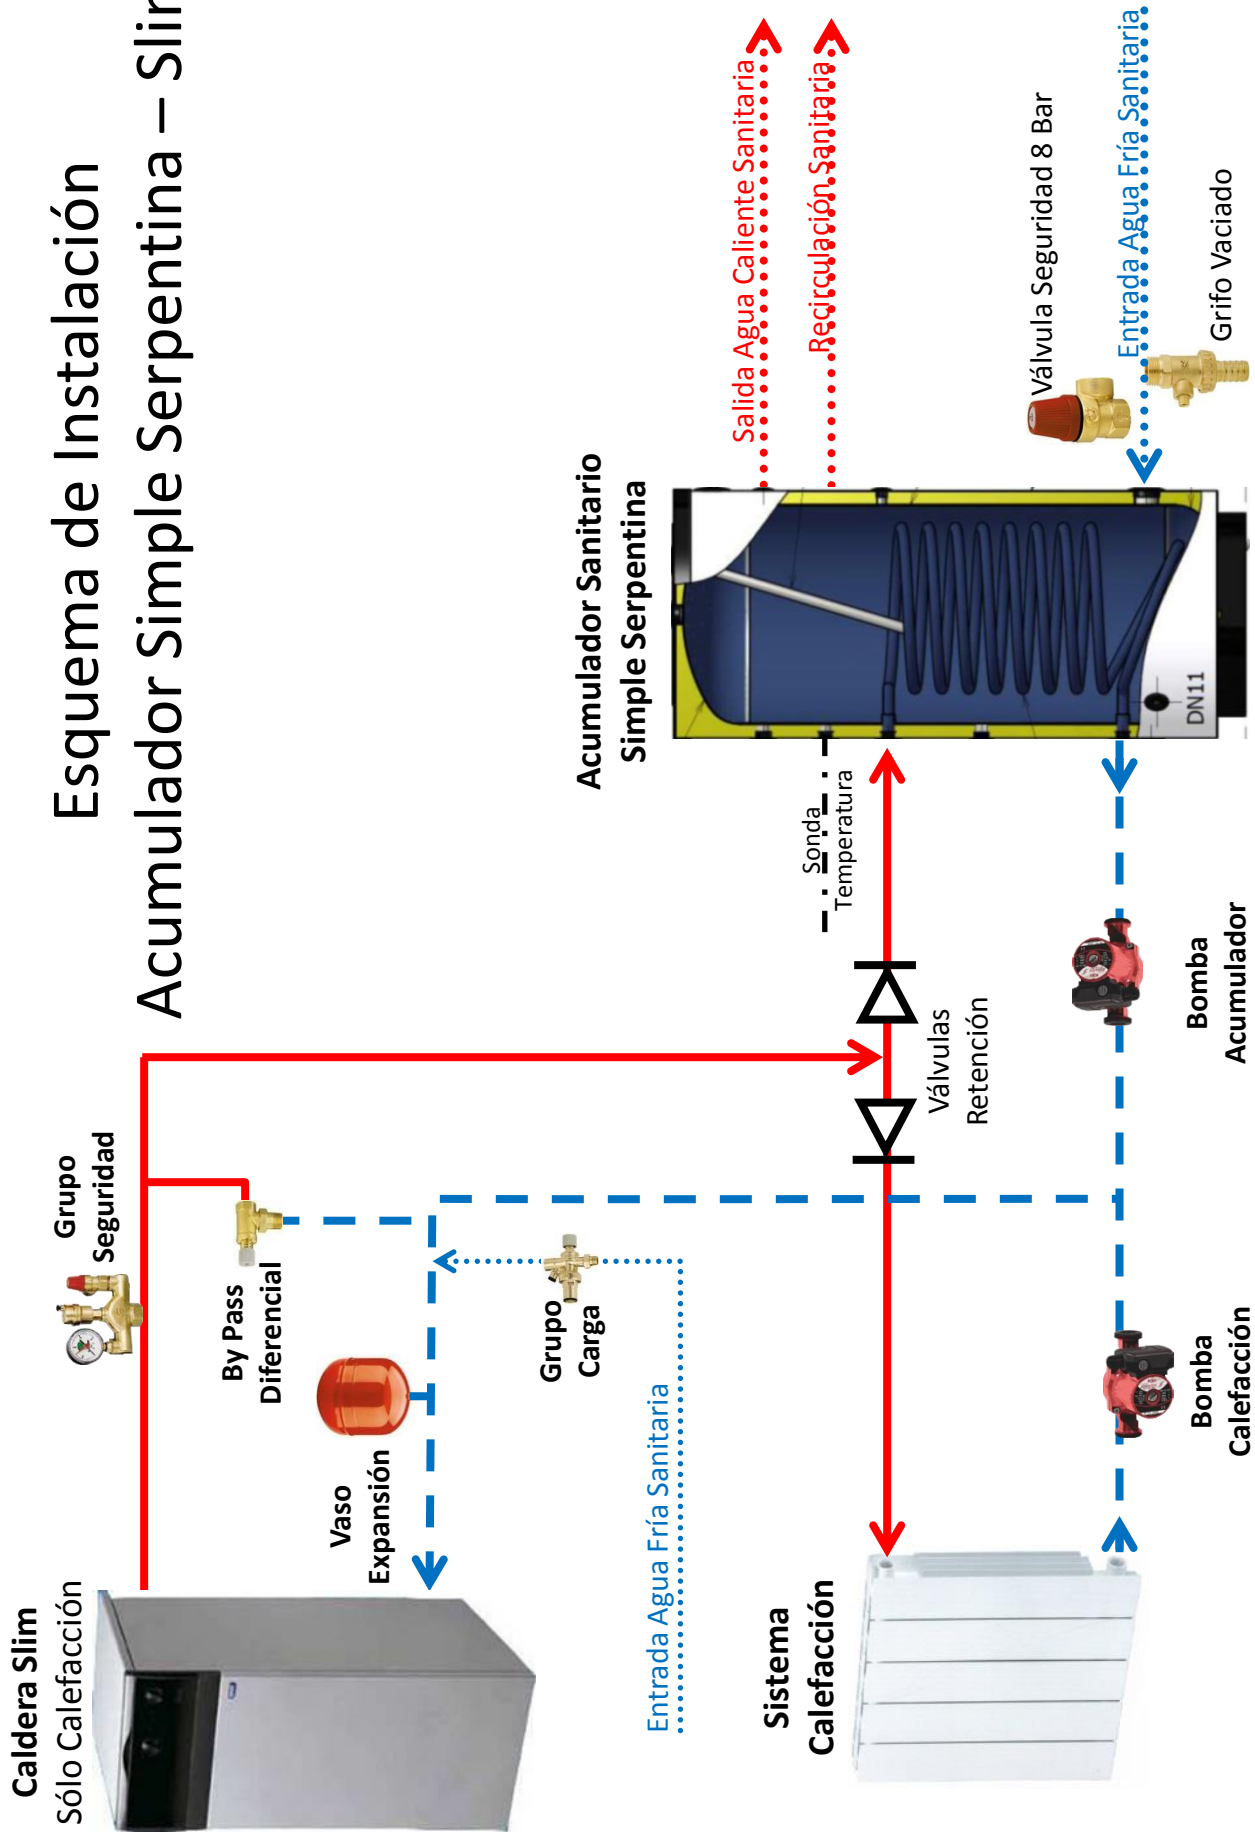 Esquema de Instalación
Acumulador Simple Serpentina – Slim
Caldera Slim
Sólo Calefacción
Grupo
Seguridad
By Pass
Diferencial
Vaso
Expansión
Grupo
Carga
Entrada Agua Fría Sanitaria
Sistema
Calefacción
Válvulas
Retención
Bomba
Calefacción
Bomba
Acumulador
Sonda
Temperatura
Acumulador Sanitario
Simple Serpentina
DN11
Salida Agua Caliente Sanitaria
Recirculación Sanitaria
Válvula Seguridad 8 Bar
Entrada Agua Fría Sanitaria
Grifo Vaciado